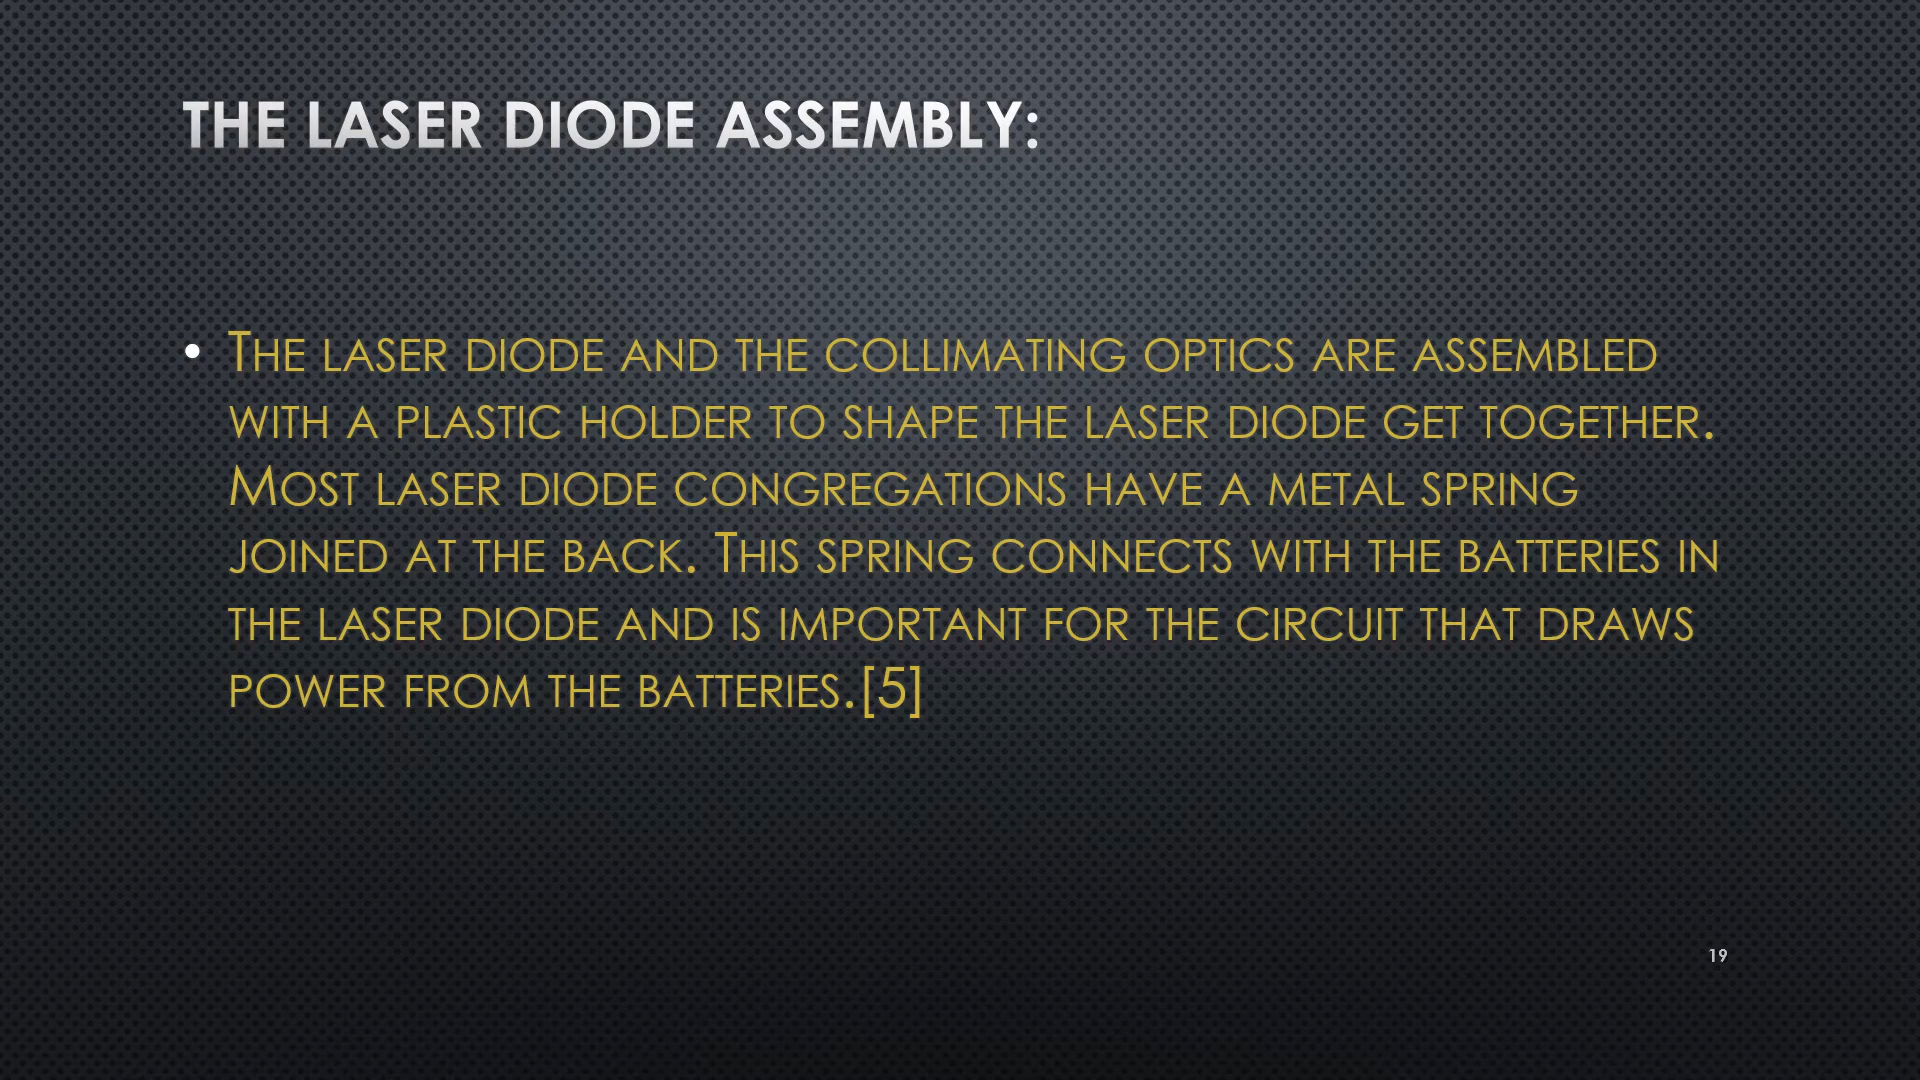 THE LASER DIODE ASSEMBLY:
• THE LASER DIODE AND THE COLLIMATING OPTICS ARE ASSEMBLED
WITH A PLASTIC HOLDER TO SHAPE THE LASER DIODE GET TOGETHER.
MOST LASER DIODE CONGREGATIONS HAVE A METAL SPRING
JOINED AT THE BACK. THIS SPRING CONNECTS WITH THE BATTERIES IN
THE LASER DIODE AND IS IMPORTANT FOR THE CIRCUIT THAT DRAWS
POWER FROM THE BATTERIES.[5]
19